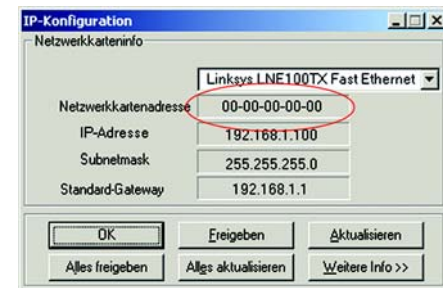 IP-Konfiguration
Netzwerkkarteninfo
Linksys LNE100TX Fast Ethernet
Netzwerkkartenadresse 00-00-00-00-00
IP-Adresse 192.168.1.100
Subnetmask 255.255.255.0
Standard-Gateway 192.168.1.1
OK Freigeben Aktualisieren
Alles freigeben Alles aktualisieren Weitere Info >>